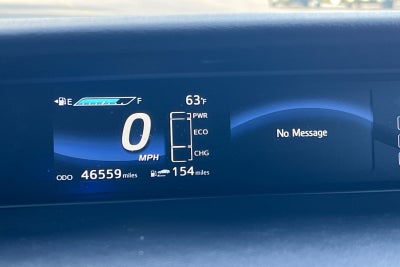 E F 63°F
PWR
0 ECO
MPH CHG
ODO 46559 miles 154 miles
No Message